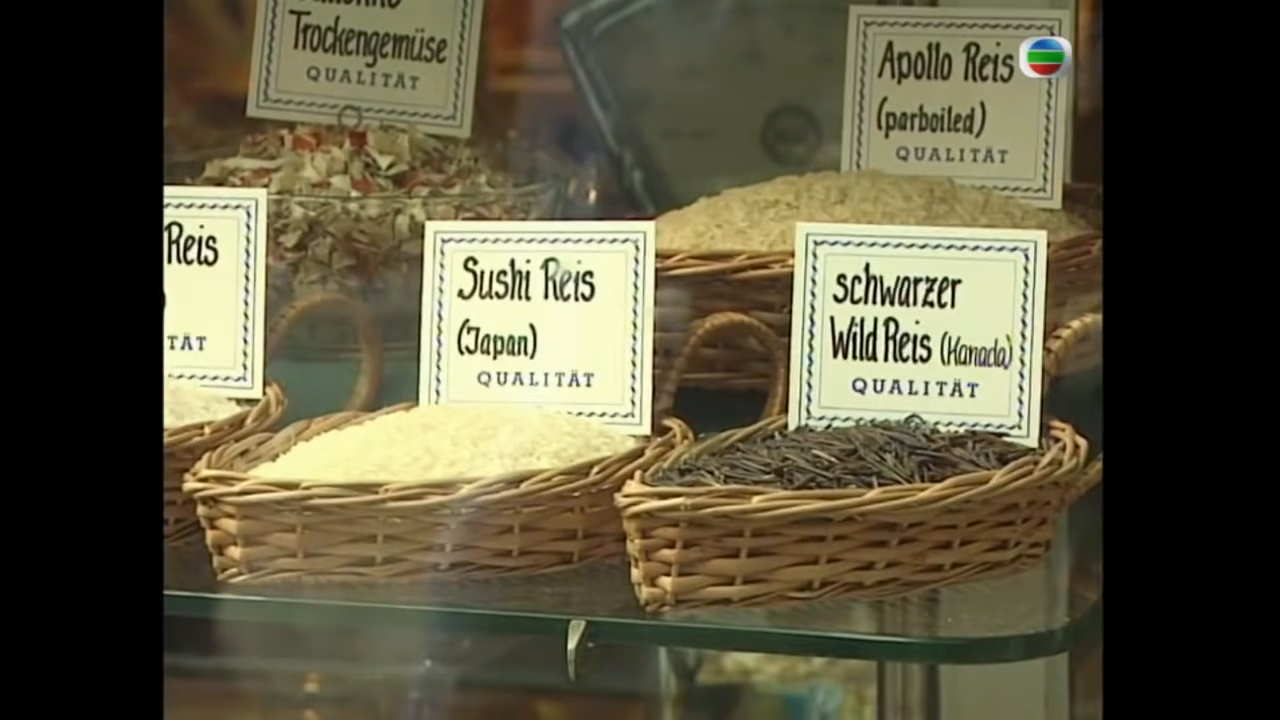 Trockengemüse
QUALITÄT
Apollo Reis
(parboiled)
QUALITÄT
Reis
)
TÄT
Sushi Reis
(Japan)
QUALITÄT
schwarzer
Wild Reis (Kanada)
QUALITÄT